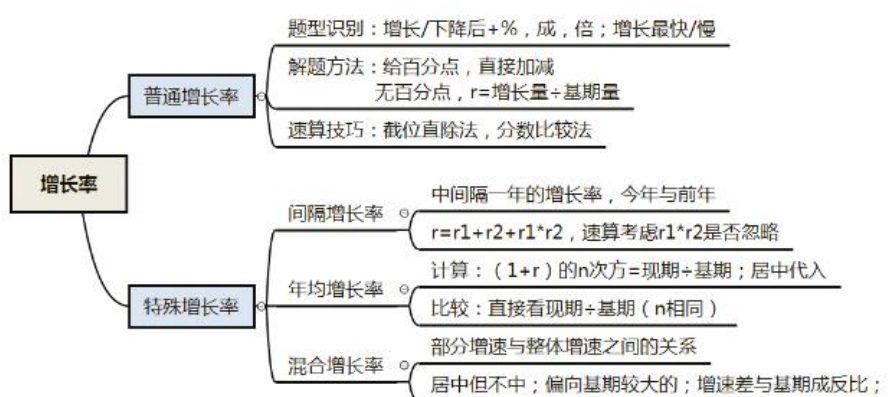 增长率
普通增长率
题型识别：增长/下降后+%，成，倍；增长最快/慢
解题方法：给百分点，直接加减
无百分点，r=增长量÷基期量
速算技巧：截位直除法，分数比较法
特殊增长率
间隔增长率
中间隔一年的增长率，今年与前年
r=r1+r2+r1*r2，速算考虑r1*r2是否忽略
年均增长率
计算：（1+r）的n次方=现期÷基期；居中代入
比较：直接看现期÷基期（n相同）
混合增长率
部分增速与整体增速之间的关系
居中但不中；偏向基期较大的；增速差与基期成反比；